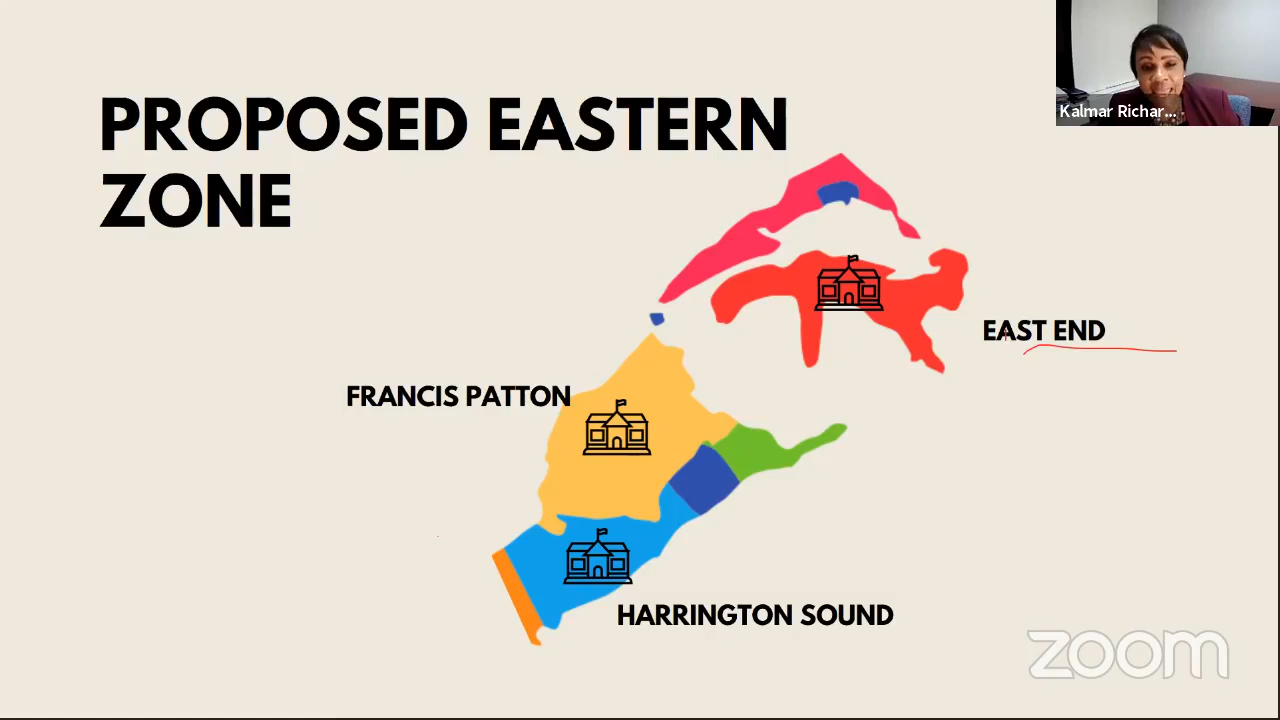 Kalmar Richar...
PROPOSED EASTERN
ZONE
EAST END
FRANCIS PATTON
HARRINGTON SOUND
zoom